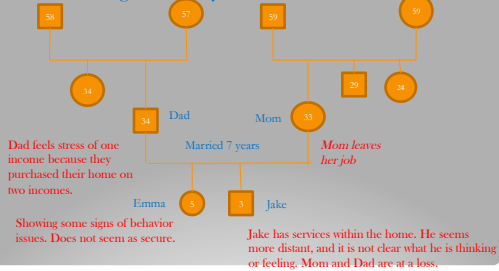 58
57
59
59
34
29
24
34
Dad
Mom
33
Dad feels stress of one
income because they
purchased their home on
two incomes.
Married 7 years
Mom leaves
her job
Emma
5
3
Jake
Showing some signs of behavior
issues. Does not seem as secure.
Jake has services within the home. He seems
more distant, and it is not clear what he is thinking
or feeling. Mom and Dad are at a loss.